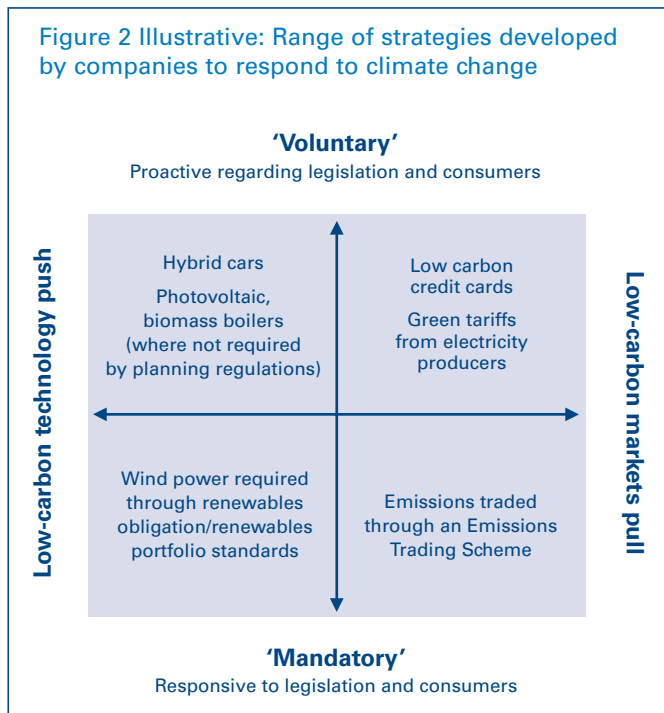 Figure 2 Illustrative: Range of strategies developed
by companies to respond to climate change
‘Voluntary’
Proactive regarding legislation and consumers
Low-carbon technology push
Hybrid cars
Photovoltaic,
biomass boilers
(where not required
by planning regulations)
Low carbon
credit cards
Green tariffs
from electricity
producers
Low-carbon markets pull
Wind power required
through renewables
obligation/renewables
portfolio standards
Emissions traded
through an Emissions
Trading Scheme
‘Mandatory’
Responsive to legislation and consumers